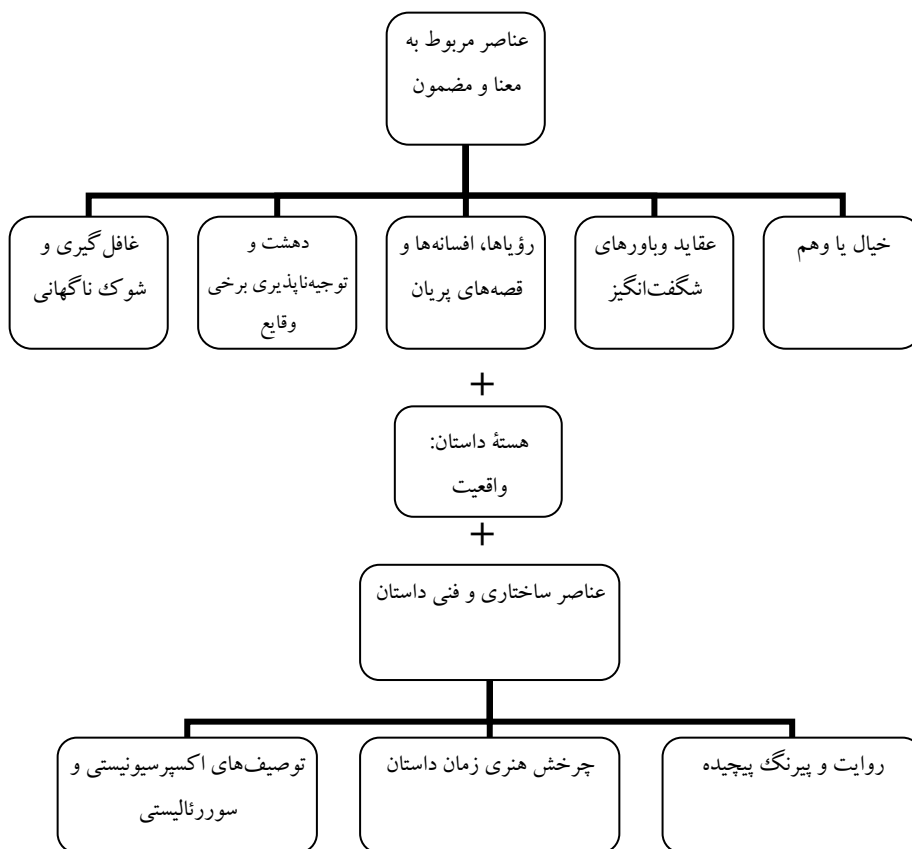 عناصر مربوط به
معنا و مضمون
خیال یا وهم
عقاید وباورهای
شگفت‌انگیز
رؤیاها، افسانه‌ها و
قصه‌های پریان
دهشت و
توجیه‌ناپذیری برخی
وقایع
غافل‌گیری و
شوک ناگهانی
+
هستهٔ داستان:
واقعیت
+
عناصر ساختاری و فنی داستان
روایت و پیرنگ پیچیده
چرخش هنری زمان داستان
توصیف‌های اکسپرسیونیستی و
سوررئالیستی